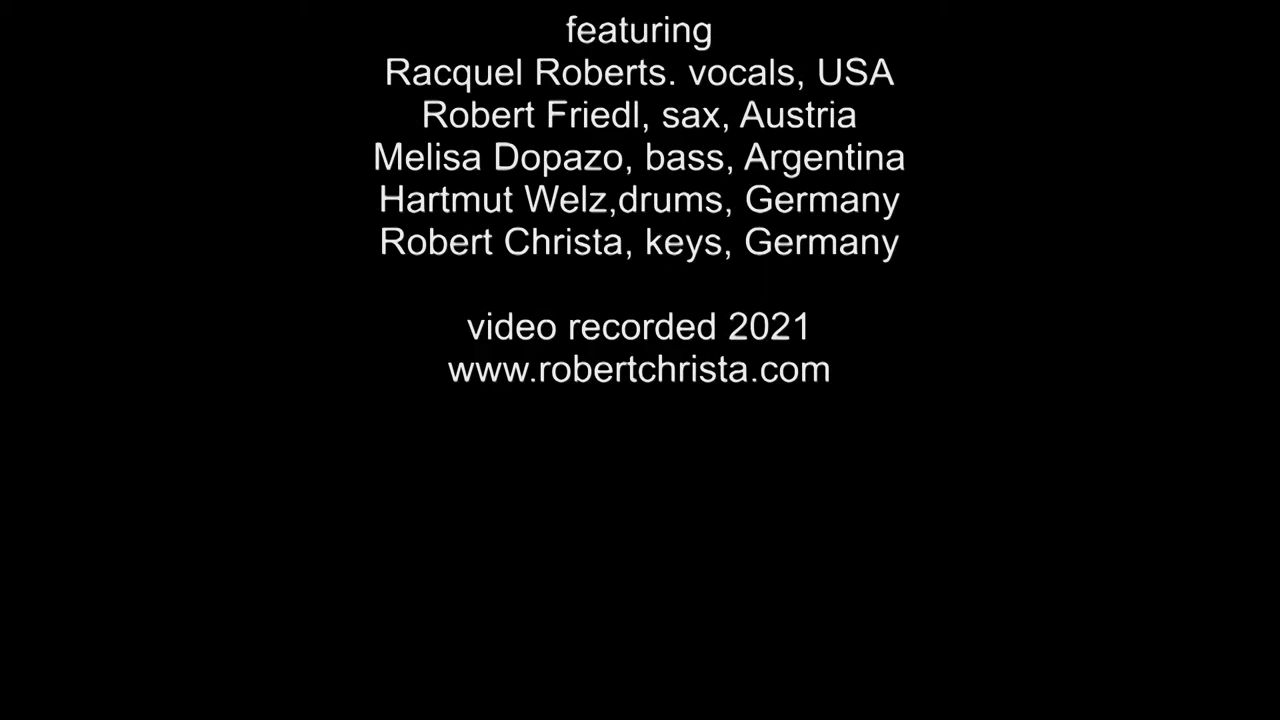 featuring
Racquel Roberts. vocals, USA
Robert Friedl, sax, Austria
Melisa Dopazo, bass, Argentina
Hartmut Welz,drums, Germany
Robert Christa, keys, Germany
video recorded 2021
www.robertchrista.com